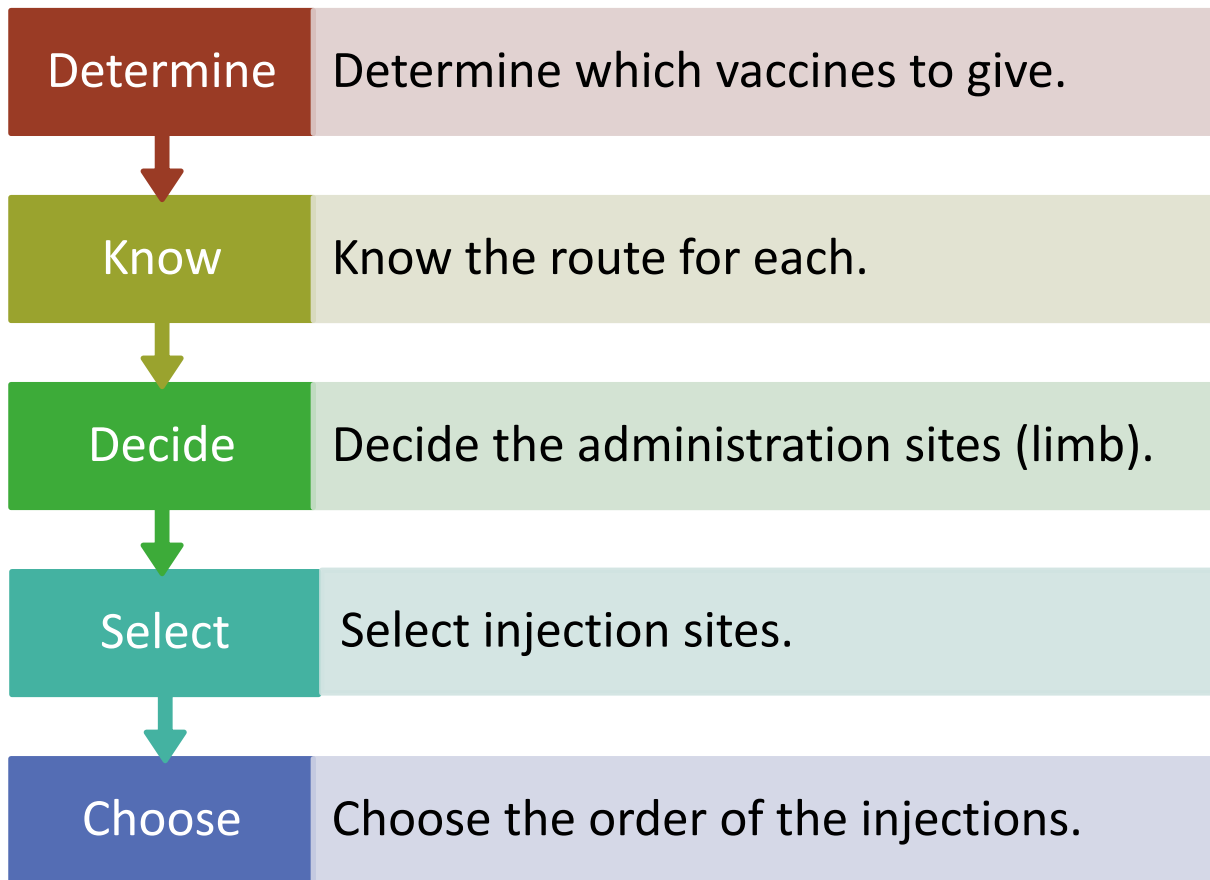 Determine
Determine which vaccines to give.
Know
Know the route for each.
Decide
Decide the administration sites (limb).
Select
Select injection sites.
Choose
Choose the order of the injections.